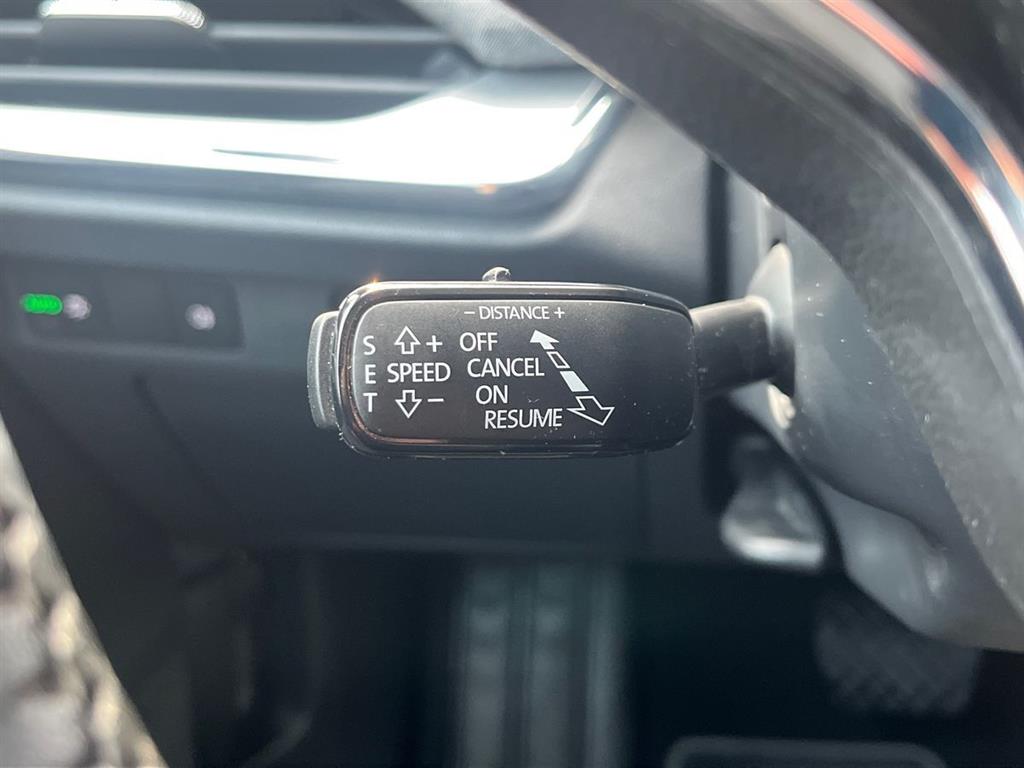 − DISTANCE +
S + OFF
E SPEED CANCEL
T − ON
RESUME